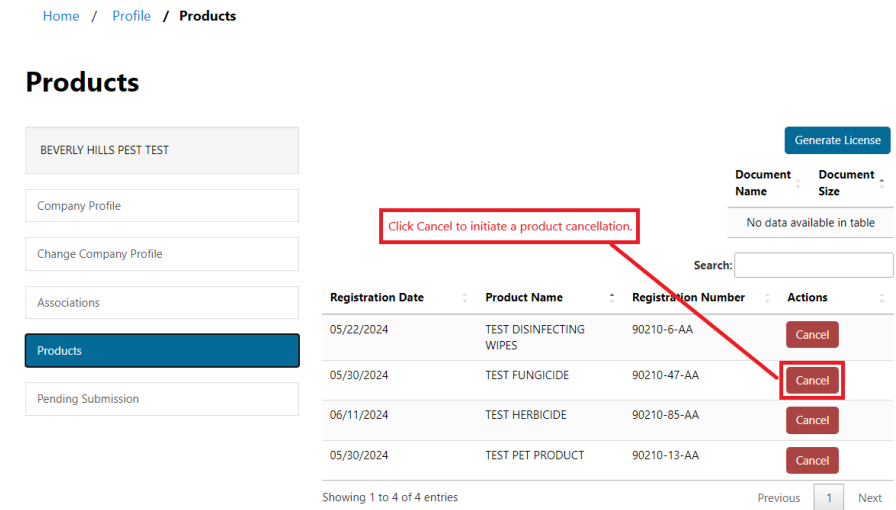 Home / Profile / Products
Products
BEVERLY HILLS PEST TEST
Company Profile
Change Company Profile
Associations
Products
Pending Submission
Generate License
Document Name Document Size
No data available in table
Click Cancel to initiate a product cancellation.
Search:
Registration Date Product Name Registration Number Actions
05/22/2024 TEST DISINFECTING WIPES 90210-6-AA Cancel
05/30/2024 TEST FUNGICIDE 90210-47-AA Cancel
06/11/2024 TEST HERBICIDE 90210-85-AA Cancel
05/30/2024 TEST PET PRODUCT 90210-13-AA Cancel
Showing 1 to 4 of 4 entries
Previous 1 Next